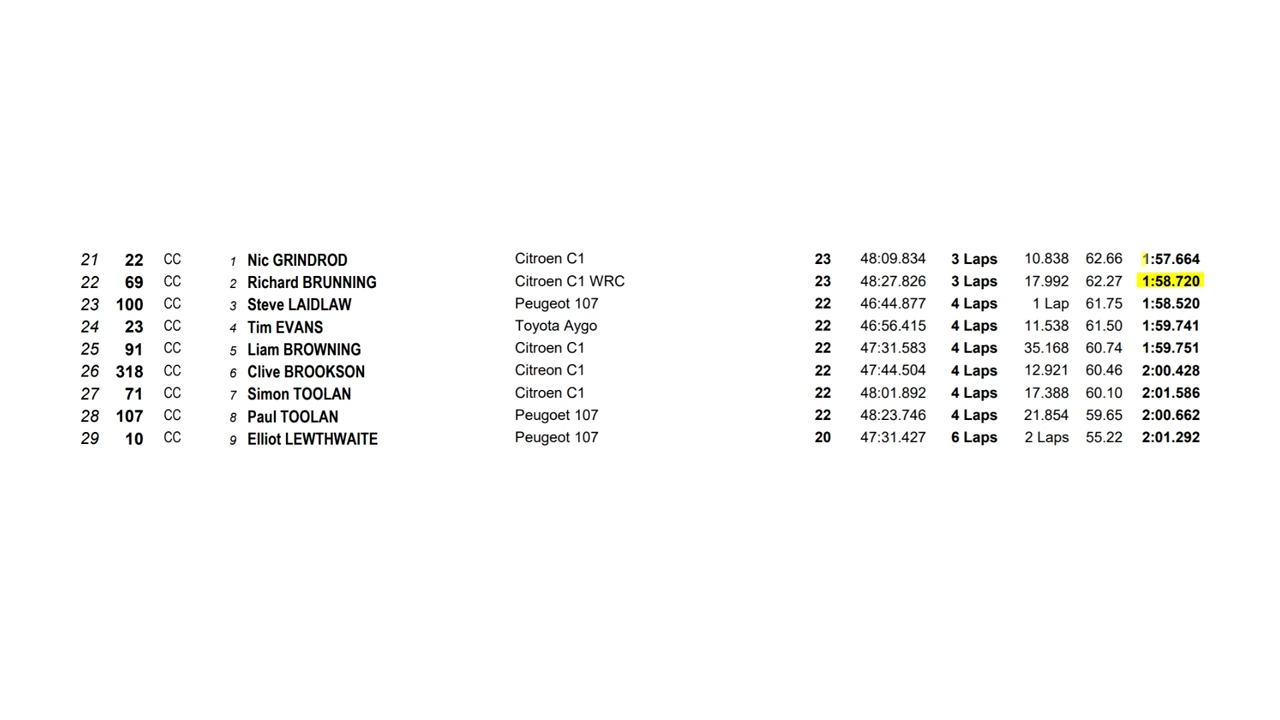 21 22 CC 1 Nic GRINDROD Citroen C1 23 48:09.834 3 Laps 10.838 62.66 1:57.664
22 69 CC 2 Richard BRUNNING Citroen C1 WRC 23 48:27.826 3 Laps 17.992 62.27 1:58.720
23 100 CC 3 Steve LAIDLAW Peugeot 107 22 46:44.877 4 Laps 1 Lap 61.75 1:58.520
24 23 CC 4 Tim EVANS Toyota Aygo 22 46:56.415 4 Laps 11.538 61.50 1:59.741
25 91 CC 5 Liam BROWNING Citroen C1 22 47:31.583 4 Laps 35.168 60.74 1:59.751
26 318 CC 6 Clive BROOKSON Citreon C1 22 47:44.504 4 Laps 12.921 60.46 2:00.428
27 71 CC 7 Simon TOOLAN Citroen C1 22 48:01.892 4 Laps 17.388 60.10 2:01.586
28 107 CC 8 Paul TOOLAN Peugoet 107 22 48:23.746 4 Laps 21.854 59.65 2:00.662
29 10 CC 9 Elliot LEWTHWAITE Peugeot 107 20 47:31.427 6 Laps 2 Laps 55.22 2:01.292